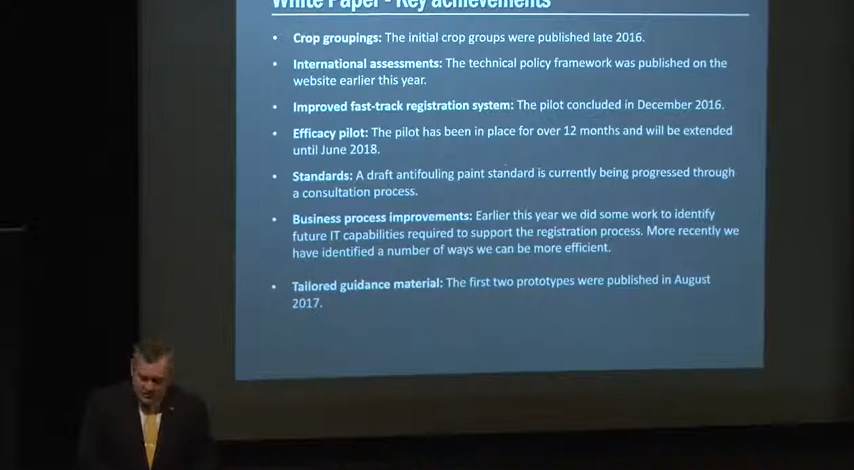 White Paper - Key achievements
• Crop groupings: The initial crop groups were published late 2016.
• International assessments: The technical policy framework was published on the
website earlier this year.
• Improved fast-track registration system: The pilot concluded in December 2016.
• Efficacy pilot: The pilot has been in place for over 12 months and will be extended
until June 2018.
• Standards: A draft antifouling paint standard is currently being progressed through
a consultation process.
• Business process improvements: Earlier this year we did some work to identify
future IT capabilities required to support the registration process. More recently we
have identified a number of ways we can be more efficient.
• Tailored guidance material: The first two prototypes were published in August
2017.